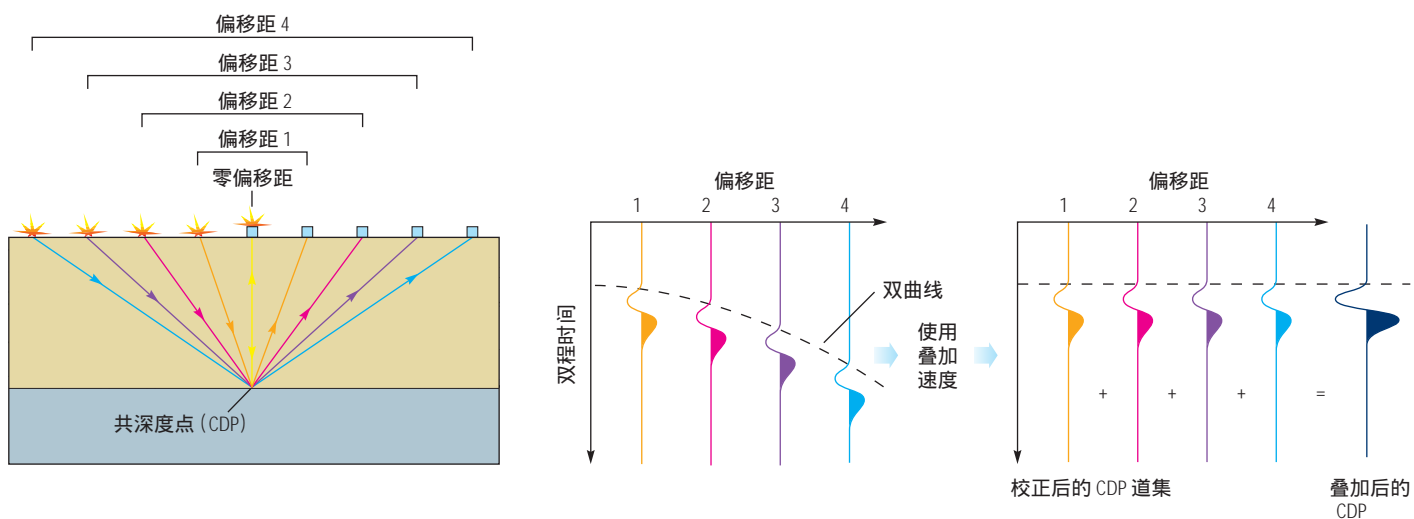 偏移距 4
偏移距 3
偏移距 2
偏移距 1
零偏移距
共深度点 (CDP)
偏移距
1 2 3 4
双程时间
双曲线
使用
叠加
速度
偏移距
1 2 3 4
+ + + =
校正后的 CDP 道集
叠加后的
CDP